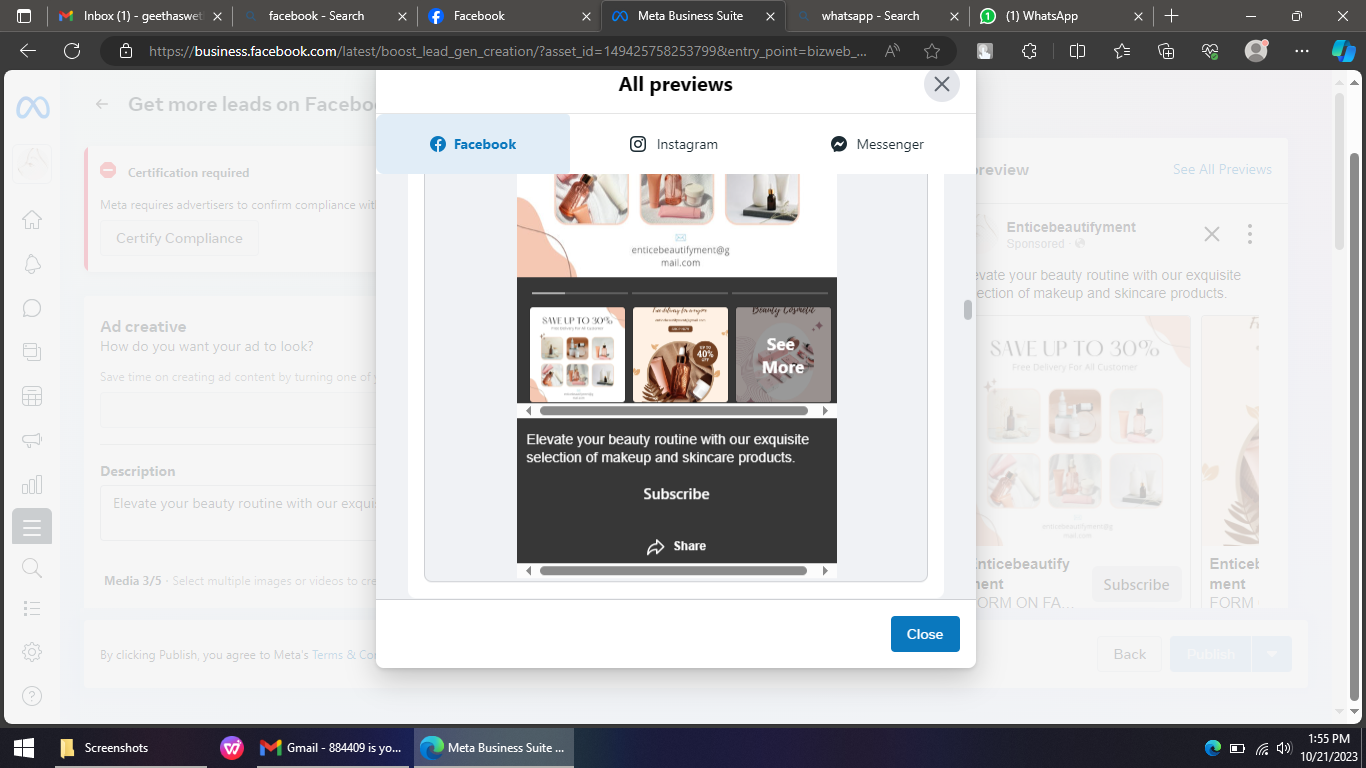 Inbox (1) - geethaswet
facebook - Search
Facebook
Meta Business Suite
whatsapp - Search
(1) WhatsApp
https://business.facebook.com/latest/boost_lead_gen_creation/?asset_id=149425758253799&entry_point=bizweb_...
All previews
Facebook
Instagram
Messenger
Get more leads on Facebo
Certification required
Meta requires advertisers to confirm compliance wit
Certify Compliance
Ad creative
How do you want your ad to look?
Save time on creating ad content by turning one of
Description
Elevate your beauty routine with our exquis
Media 3/5 · Select multiple images or videos to cre
By clicking Publish, you agree to Meta's Terms & Co
enticebeautifyment@g
mail.com
SAVE UP TO 30%
Free Delivery For All Customer
UP TO
40%
OFF
Beauty Cosmetic
See
More
Elevate your beauty routine with our exquisite
selection of makeup and skincare products.
Subscribe
Share
Close
preview
See All Previews
Enticebeautifyment
Sponsored ·
evate your beauty routine with our exquisite
ection of makeup and skincare products.
SAVE UP TO 30%
Free Delivery For All Customer
enticebeautifyment@g
mail.com
nticebeautify
ent
ORM ON FA...
Subscribe
Enticeb
ment
FORM
Back
Publish
Screenshots
Gmail - 884409 is yo...
Meta Business Suite ...
1:55 PM
10/21/2023